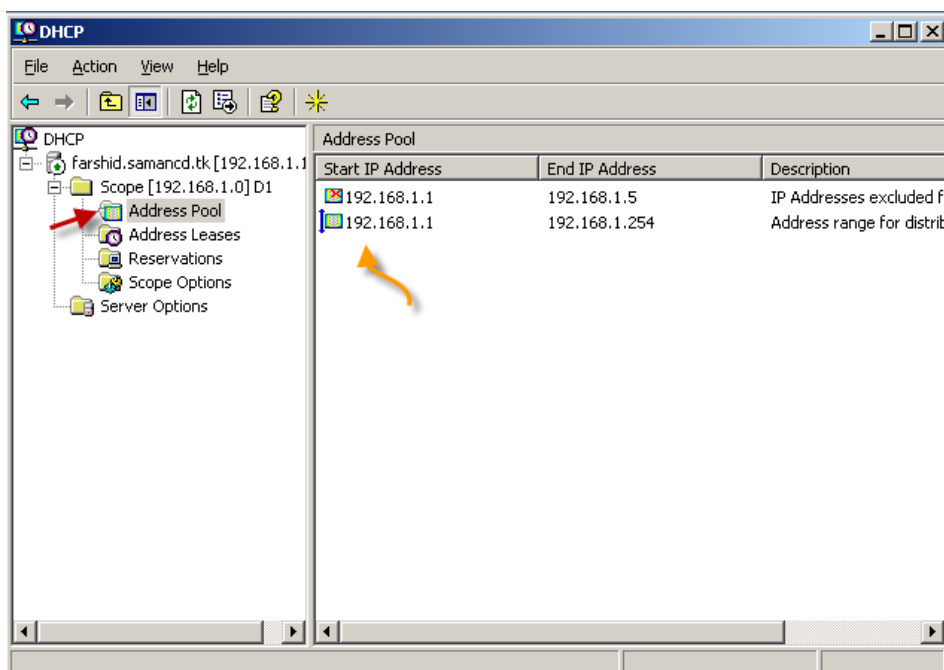 DHCP
File Action View Help
DHCP
farshid.samancd.tk [192.168.1.1
Scope [192.168.1.0] D1
Address Pool
Address Leases
Reservations
Scope Options
Server Options
Address Pool
Start IP Address End IP Address Description
192.168.1.1 192.168.1.5 IP Addresses excluded f
192.168.1.1 192.168.1.254 Address range for distrib